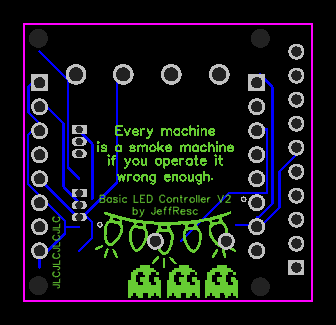 Every machine
is a smoke machine
if you operate it
wrong enough.
Basic LED Controller V2
by JeffResc
JLCJLCJLCJLC